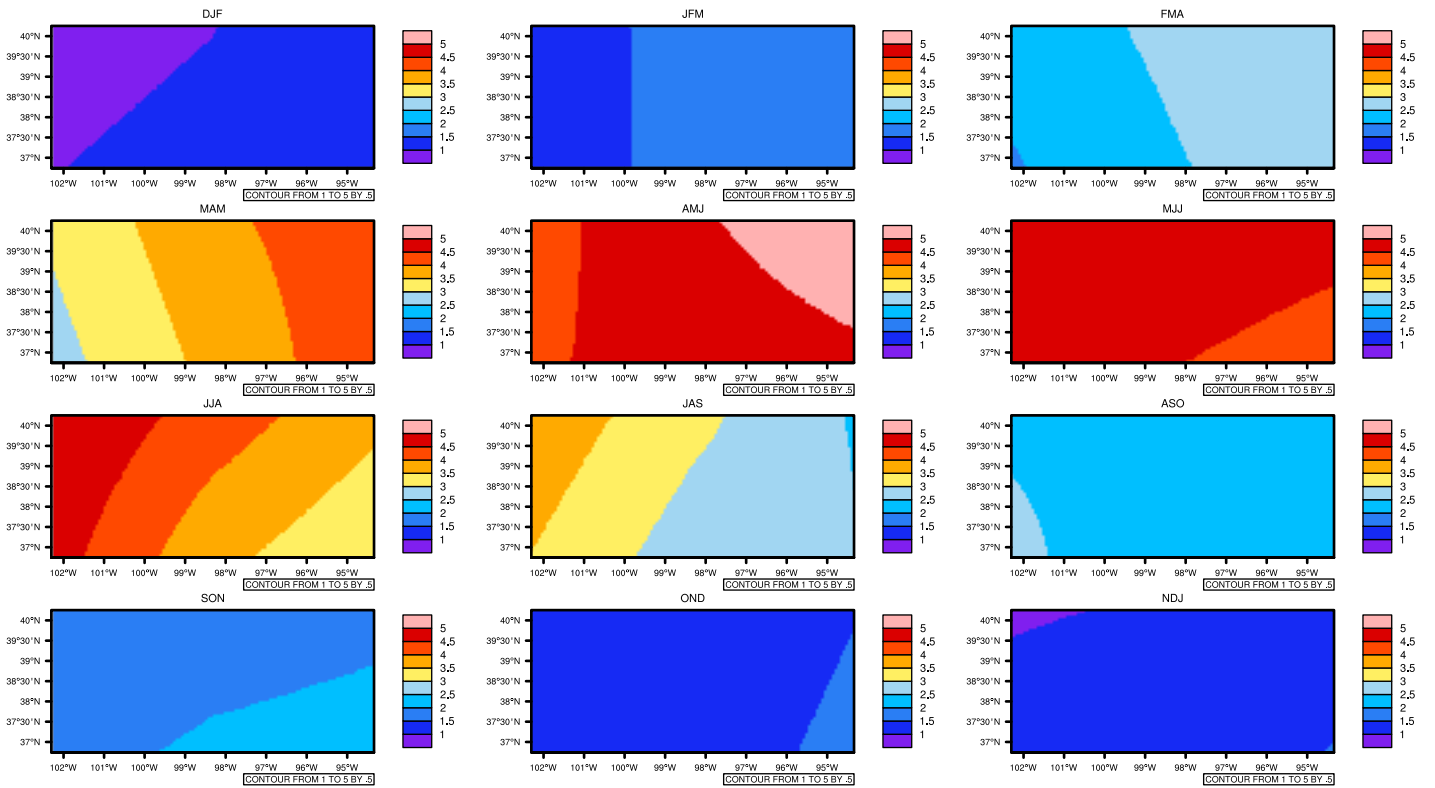 DJF
40°N
39°30'N
39°N
38°30'N
38°N
37°30'N
37°N
102°W 101°W 100°W 99°W 98°W 97°W 96°W 95°W
5
4.5
4
3.5
3
2.5
2
1.5
1
CONTOUR FROM 1 TO 5 BY .5
JFM
40°N
39°30'N
39°N
38°30'N
38°N
37°30'N
37°N
102°W 101°W 100°W 99°W 98°W 97°W 96°W 95°W
5
4.5
4
3.5
3
2.5
2
1.5
1
CONTOUR FROM 1 TO 5 BY .5
FMA
40°N
39°30'N
39°N
38°30'N
38°N
37°30'N
37°N
102°W 101°W 100°W 99°W 98°W 97°W 96°W 95°W
5
4.5
4
3.5
3
2.5
2
1.5
1
CONTOUR FROM 1 TO 5 BY .5
MAM
40°N
39°30'N
39°N
38°30'N
38°N
37°30'N
37°N
102°W 101°W 100°W 99°W 98°W 97°W 96°W 95°W
5
4.5
4
3.5
3
2.5
2
1.5
1
CONTOUR FROM 1 TO 5 BY .5
AMJ
40°N
39°30'N
39°N
38°30'N
38°N
37°30'N
37°N
102°W 101°W 100°W 99°W 98°W 97°W 96°W 95°W
5
4.5
4
3.5
3
2.5
2
1.5
1
CONTOUR FROM 1 TO 5 BY .5
MJJ
40°N
39°30'N
39°N
38°30'N
38°N
37°30'N
37°N
102°W 101°W 100°W 99°W 98°W 97°W 96°W 95°W
5
4.5
4
3.5
3
2.5
2
1.5
1
CONTOUR FROM 1 TO 5 BY .5
JJA
40°N
39°30'N
39°N
38°30'N
38°N
37°30'N
37°N
102°W 101°W 100°W 99°W 98°W 97°W 96°W 95°W
5
4.5
4
3.5
3
2.5
2
1.5
1
CONTOUR FROM 1 TO 5 BY .5
JAS
40°N
39°30'N
39°N
38°30'N
38°N
37°30'N
37°N
102°W 101°W 100°W 99°W 98°W 97°W 96°W 95°W
5
4.5
4
3.5
3
2.5
2
1.5
1
CONTOUR FROM 1 TO 5 BY .5
ASO
40°N
39°30'N
39°N
38°30'N
38°N
37°30'N
37°N
102°W 101°W 100°W 99°W 98°W 97°W 96°W 95°W
5
4.5
4
3.5
3
2.5
2
1.5
1
CONTOUR FROM 1 TO 5 BY .5
SON
40°N
39°30'N
39°N
38°30'N
38°N
37°30'N
37°N
102°W 101°W 100°W 99°W 98°W 97°W 96°W 95°W
5
4.5
4
3.5
3
2.5
2
1.5
1
CONTOUR FROM 1 TO 5 BY .5
OND
40°N
39°30'N
39°N
38°30'N
38°N
37°30'N
37°N
102°W 101°W 100°W 99°W 98°W 97°W 96°W 95°W
5
4.5
4
3.5
3
2.5
2
1.5
1
CONTOUR FROM 1 TO 5 BY .5
NDJ
40°N
39°30'N
39°N
38°30'N
38°N
37°30'N
37°N
102°W 101°W 100°W 99°W 98°W 97°W 96°W 95°W
5
4.5
4
3.5
3
2.5
2
1.5
1
CONTOUR FROM 1 TO 5 BY .5